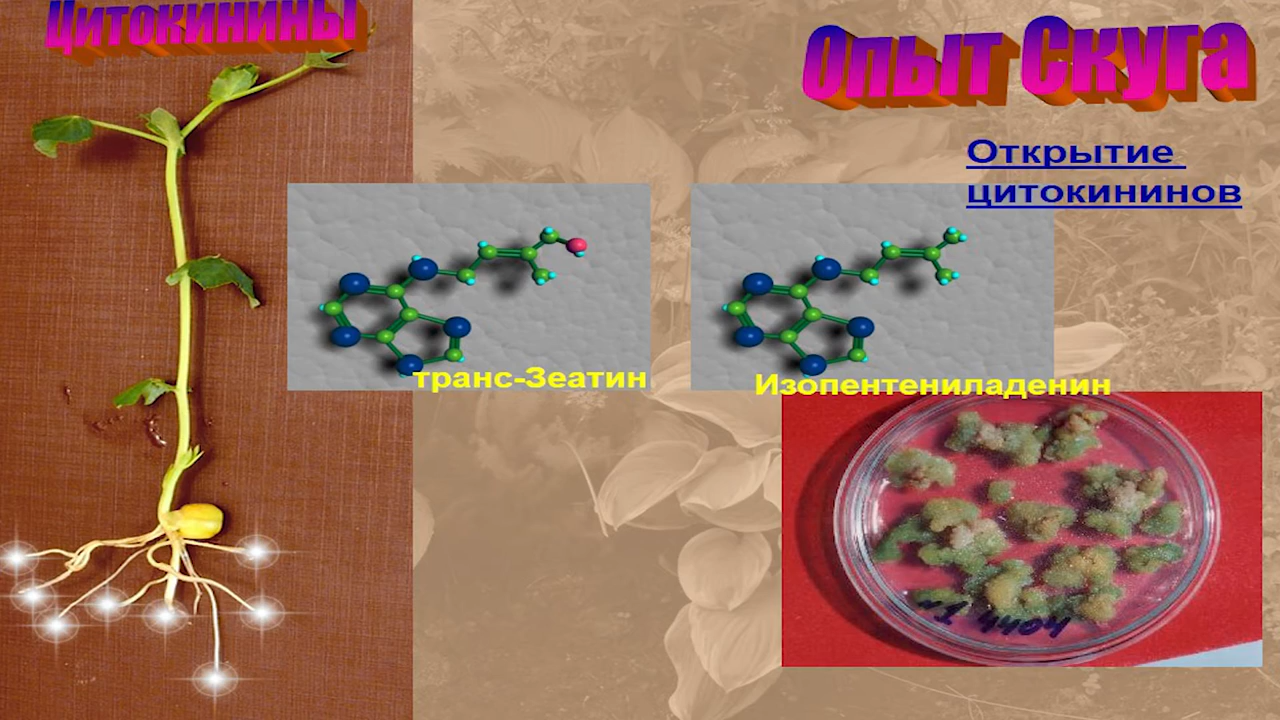 Цитокинины
Опыт Скуга
Открытие
цитокининов
транс-Зеатин
Изопентениладенин